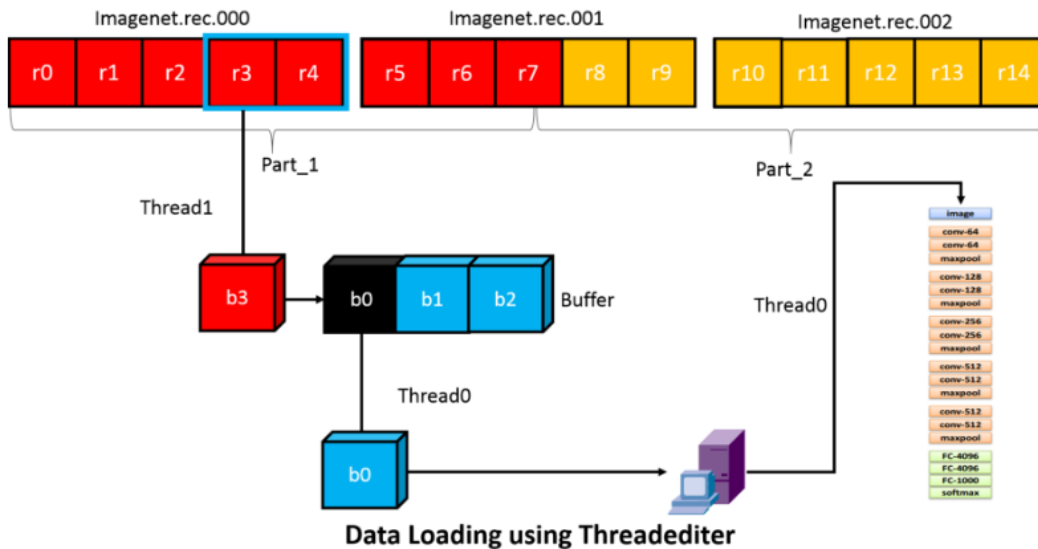 Imagenet.rec.000
Imagenet.rec.001
Imagenet.rec.002
r0 r1 r2 r3 r4
r5 r6 r7 r8 r9
r10 r11 r12 r13 r14
Part_1
Part_2
Thread1
image
conv-64
conv-64
maxpool
conv-128
conv-128
maxpool
conv-256
conv-256
maxpool
conv-512
conv-512
maxpool
conv-512
conv-512
maxpool
FC-4096
FC-4096
FC-1000
softmax
b3
b0 b1 b2
Buffer
Thread0
Thread0
b0
Data Loading using Threadediter